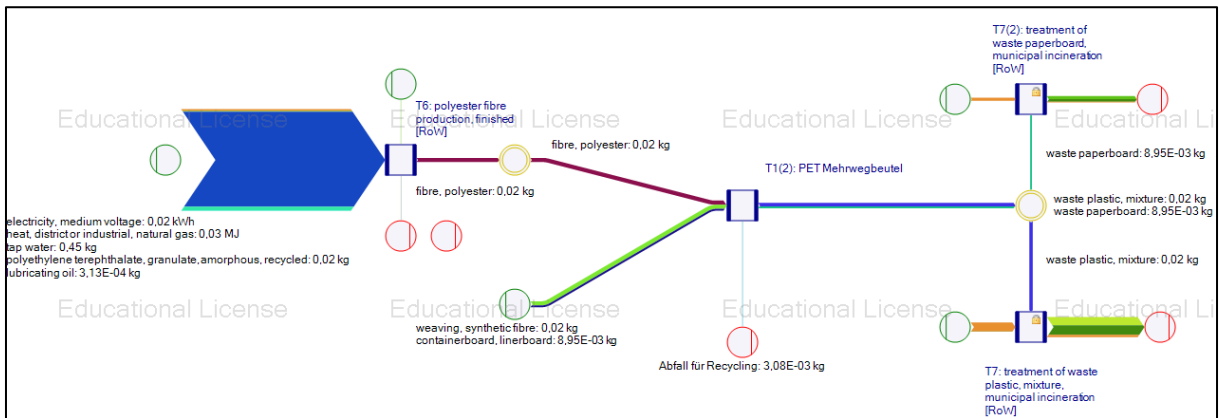 T7(2): treatment of
waste paperboard,
municipal incineration
[RoW]
T6: polyester fibre
production, finished
[RoW]
Educational License
Educational License
Educational License
Educational License
waste paperboard: 8,95E-03 kg
fibre, polyester: 0,02 kg
T1(2): PET Mehrwegbeutel
fibre, polyester: 0,02 kg
waste plastic, mixture: 0,02 kg
waste paperboard: 8,95E-03 kg
electricity, medium voltage: 0,02 kWh
heat, district or industrial, natural gas: 0,03 MJ
tap water: 0,45 kg
polyethylene terephthalate, granulate, amorphous, recycled: 0,02 kg
lubricating oil: 3,13E-04 kg
waste plastic, mixture: 0,02 kg
Educational License
Educational License
Educational License
Educational License
weaving, synthetic fibre: 0,02 kg
containerboard, linerboard: 8,95E-03 kg
Abfall für Recycling: 3,08E-03 kg
T7: treatment of waste
plastic, mixture,
municipal incineration
[RoW]